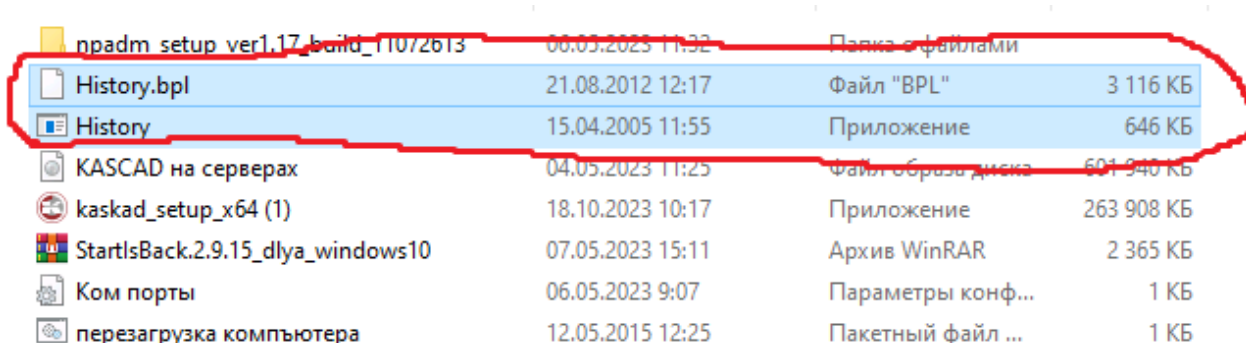 npadm_setup_ver1.17_build_11072613 06.05.2023 11:32 Папка с файлами
History.bpl 21.08.2012 12:17 Файл "BPL" 3 116 КБ
History 15.04.2005 11:55 Приложение 646 КБ
KASCAD на серверах 04.05.2023 11:25 Файл образа диска 601 940 КБ
kaskad_setup_x64 (1) 18.10.2023 10:17 Приложение 263 908 КБ
StartIsBack.2.9.15_dlya_windows10 07.05.2023 15:11 Архив WinRAR 2 365 КБ
Ком порты 06.05.2023 9:07 Параметры конф... 1 КБ
перезагрузка компъютера 12.05.2015 12:25 Пакетный файл ... 1 КБ